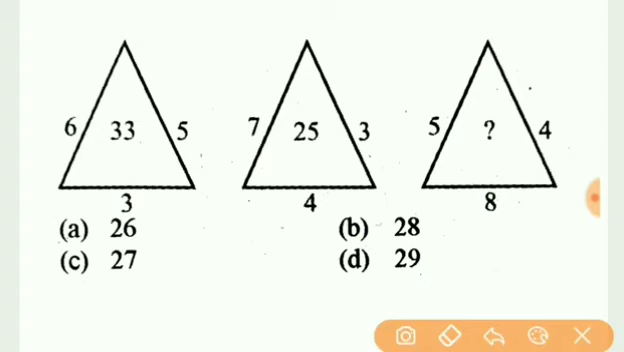 6 33 5 7 25 3 5 ? 4
3 4 8
(a) 26 (b) 28
(c) 27 (d) 29